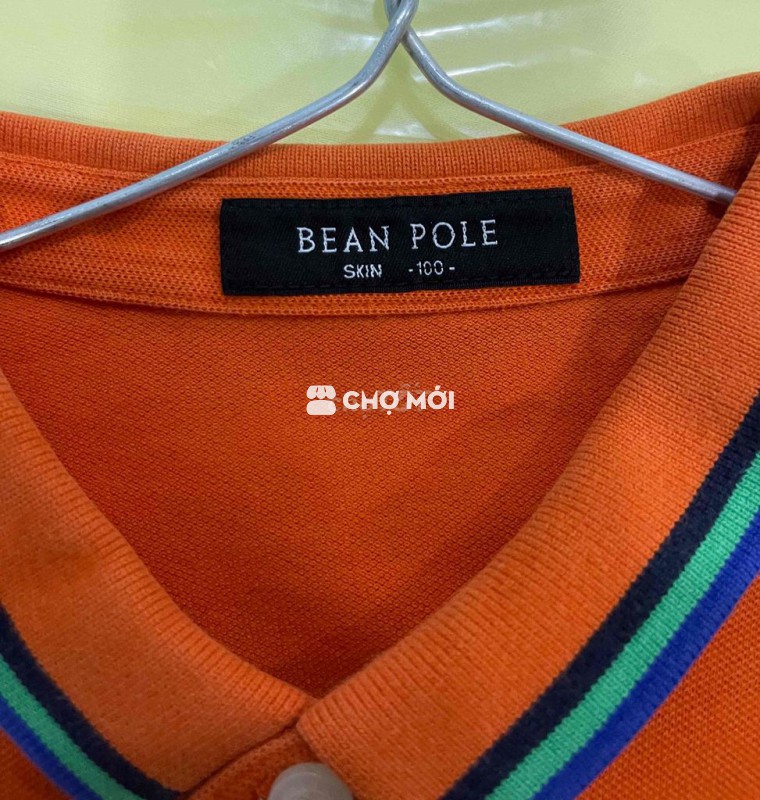 BEAN POLE
SKIN -100-
CHỢ MỚI